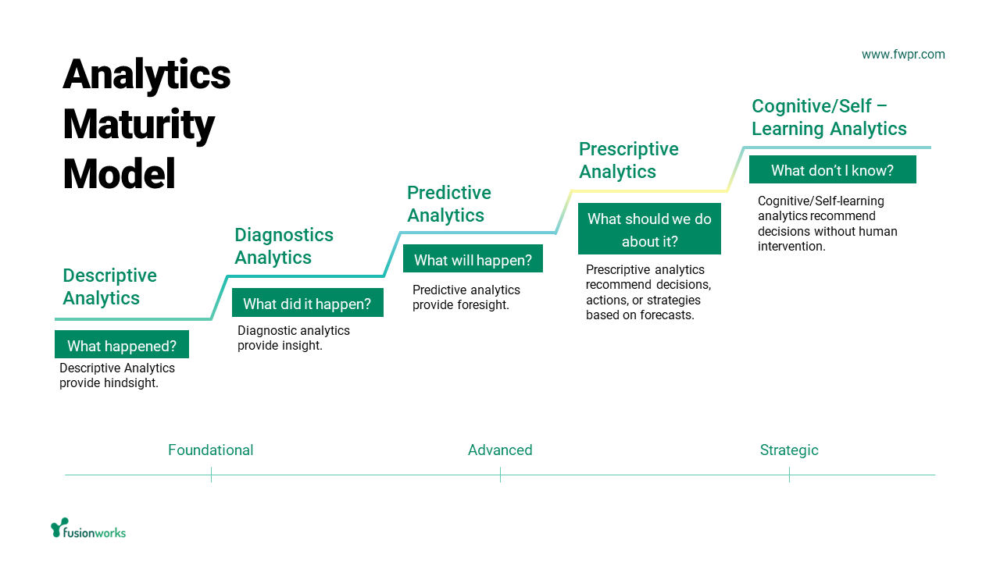 Analytics
Maturity
Model
www.fwpr.com
Descriptive
Analytics
What happened?
Descriptive Analytics
provide hindsight.
Diagnostics
Analytics
What did it happen?
Diagnostic analytics
provide insight.
Predictive
Analytics
What will happen?
Predictive analytics
provide foresight.
Prescriptive
Analytics
What should we do
about it?
Prescriptive analytics
recommend decisions,
actions, or strategies
based on forecasts.
Cognitive/Self –
Learning Analytics
What don’t I know?
Cognitive/Self-learning
analytics recommend
decisions without human
intervention.
Foundational
Advanced
Strategic
fusionworks